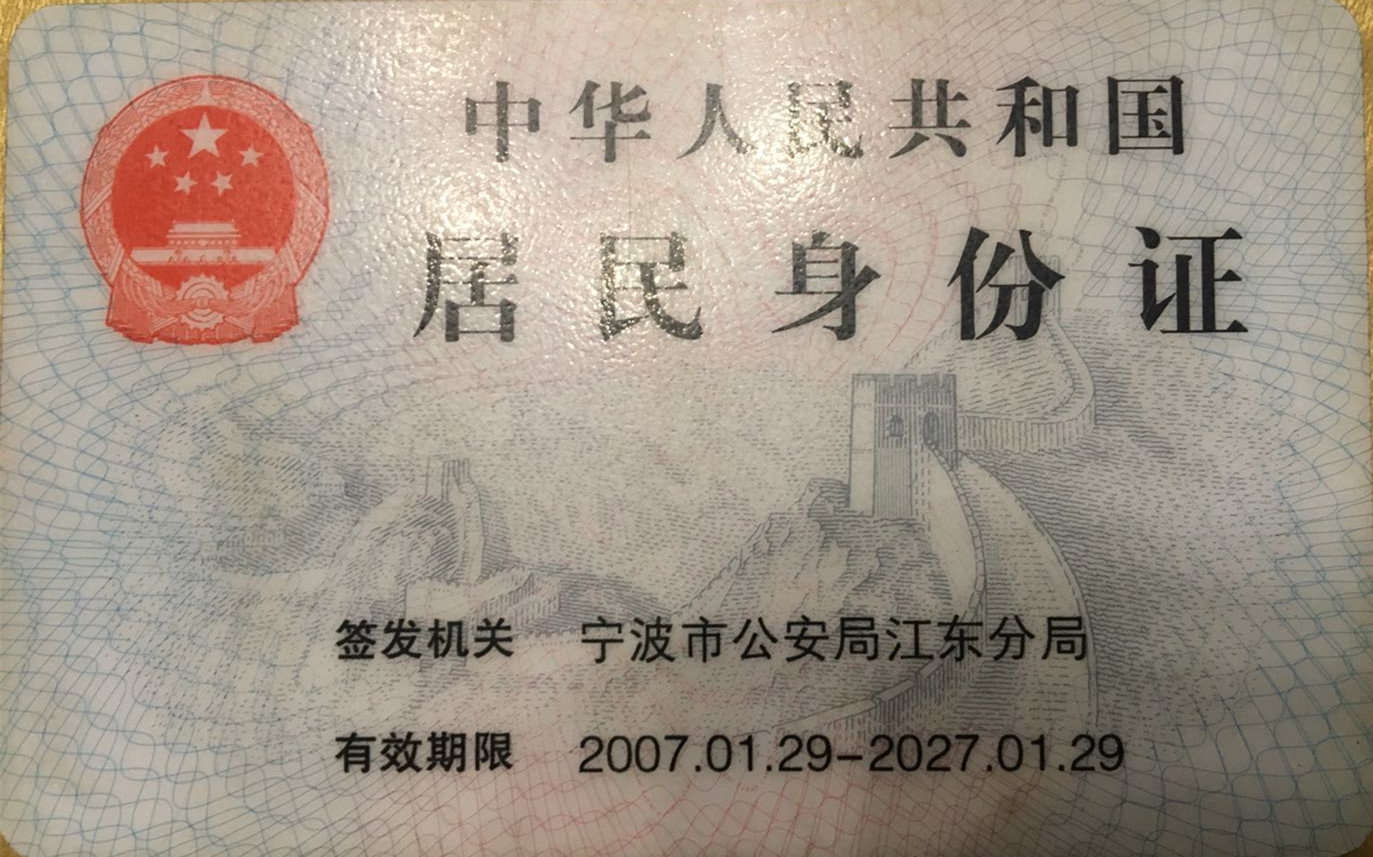 中华人民共和国
居民身份证
签发机关 宁波市公安局江东分局
有效期限 2007.01.29-2027.01.29